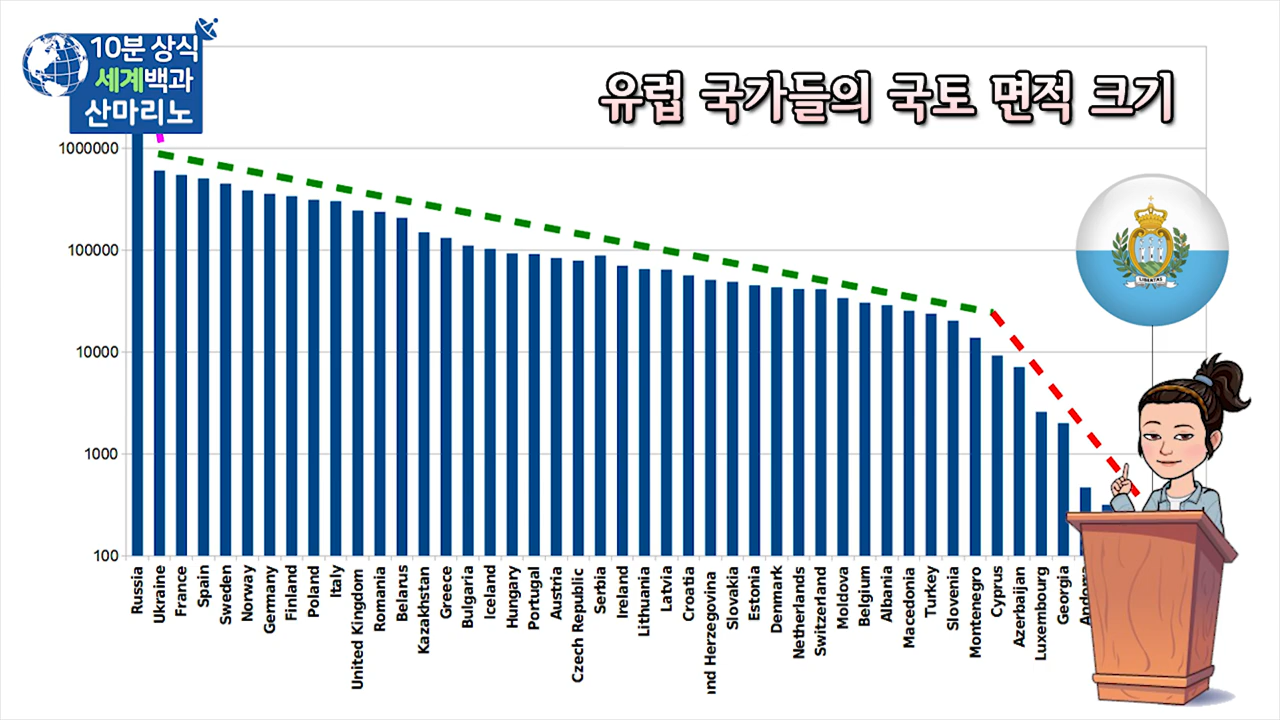 10분 상식
세계백과
산마리노
유럽 국가들의 국토 면적 크기
1000000
100000
10000
1000
100
LIBERTAS
Russia
Ukraine
France
Spain
Sweden
Norway
Germany
Finland
Poland
Italy
United Kingdom
Romania
Belarus
Kazakhstan
Greece
Bulgaria
Iceland
Hungary
Portugal
Austria
Czech Republic
Serbia
Ireland
Lithuania
Latvia
Croatia
nd Herzegovina
Slovakia
Estonia
Denmark
Netherlands
Switzerland
Moldova
Belgium
Albania
Macedonia
Turkey
Slovenia
Montenegro
Cyprus
Azerbaijan
Luxembourg
Georgia
Andorra